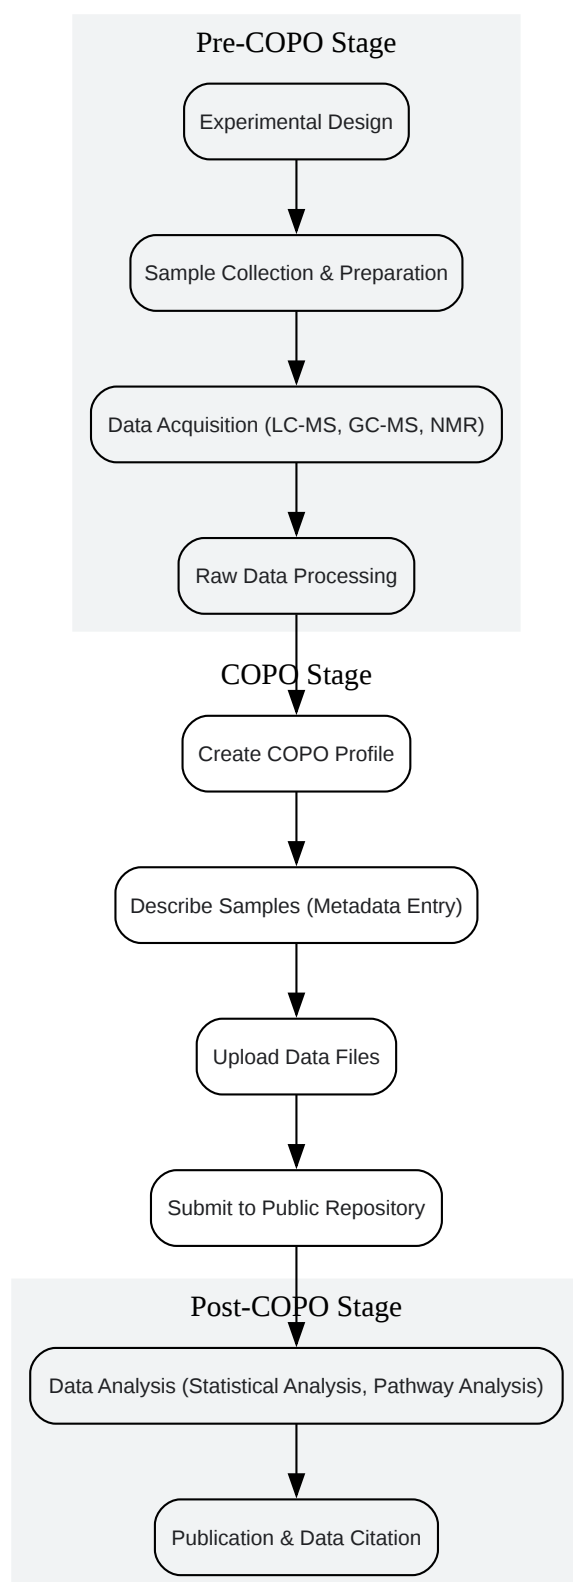 Pre-COPO Stage
Experimental Design
Sample Collection & Preparation
Data Acquisition (LC-MS, GC-MS, NMR)
Raw Data Processing
COPO Stage
Create COPO Profile
Describe Samples (Metadata Entry)
Upload Data Files
Submit to Public Repository
Post-COPO Stage
Data Analysis (Statistical Analysis, Pathway Analysis)
Publication & Data Citation